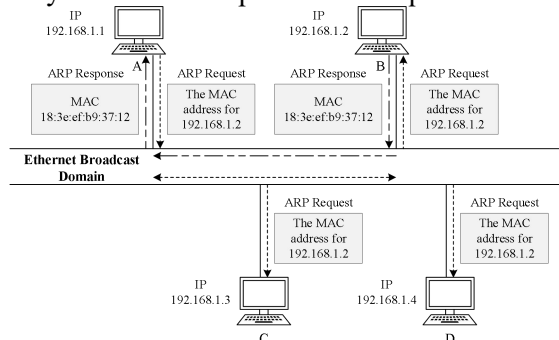 IP
192.168.1.1
IP
192.168.1.2
A
B
ARP Response
ARP Request
ARP Response
ARP Request
MAC
18:3e:ef:b9:37:12
The MAC
address for
192.168.1.2
MAC
18:3e:ef:b9:37:12
The MAC
address for
192.168.1.2
Ethernet Broadcast
Domain
ARP Request
ARP Request
The MAC
address for
192.168.1.2
The MAC
address for
192.168.1.2
IP
192.168.1.3
IP
192.168.1.4
C
D